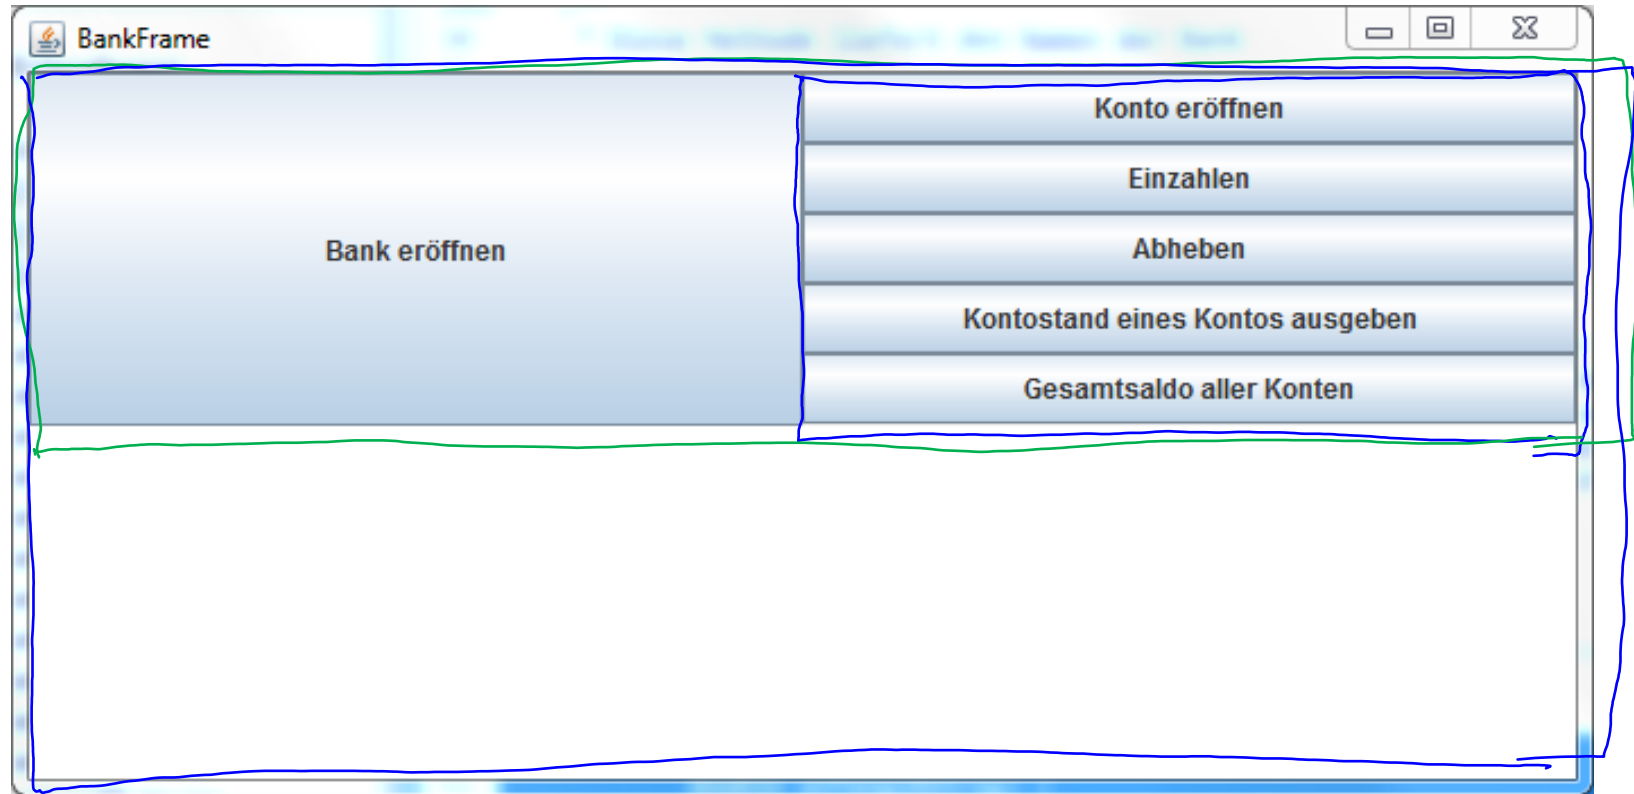 BankFrame
Bank eröffnen
Konto eröffnen
Einzahlen
Abheben
Kontostand eines Kontos ausgeben
Gesamtsaldo aller Konten